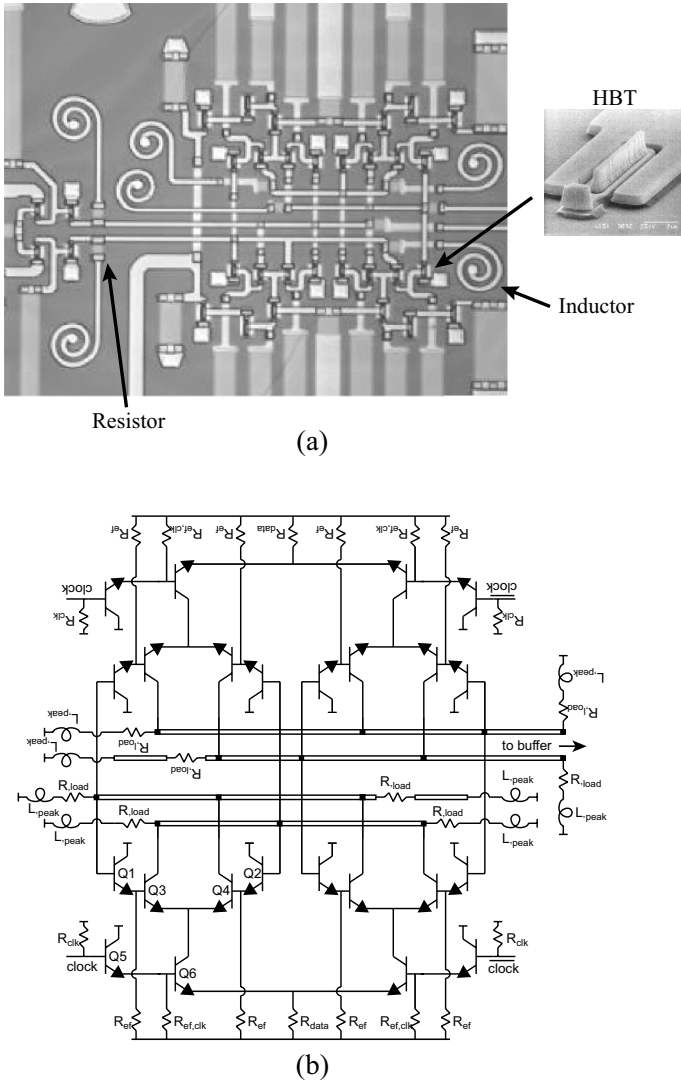 HBT
Inductor
Resistor
(a)
Ref
Ref,clk
Ref
Rdata
Ref
Ref,clk
Ref
clock
clock
Rclk
Rclk
L,peak
L,peak
R,load
R,load
L,peak
R,load
to buffer
R,load
R,load
R,load
L,peak
L,peak
L,peak
R,load
R,load
L,peak
L,peak
Q1
Q3
Q4
Q2
Rclk
Q5
clock
Q6
Rclk
clock
Ref
Ref,clk
Ref
Rdata
Ref
Ref,clk
Ref
(b)